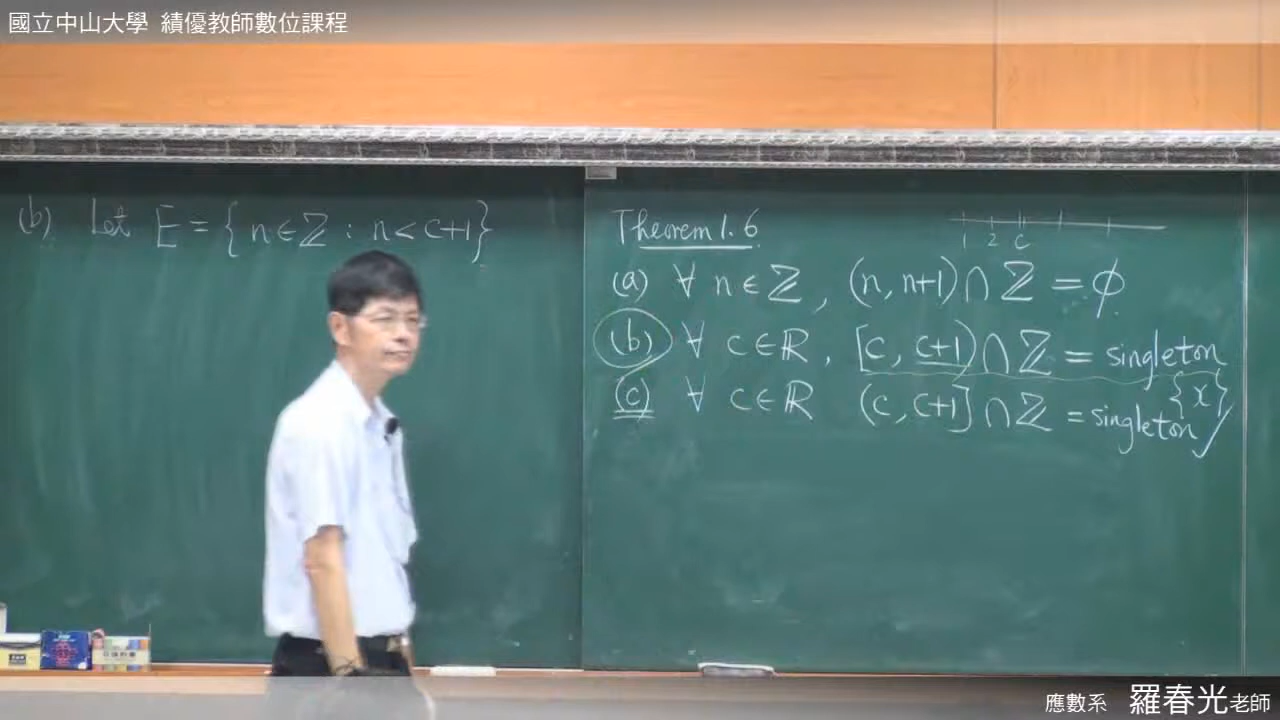 國立中山大學 績優教師數位課程
(b) Let E = { n ∈ ℤ : n < c+1 }
Theorem 1.6
1 2 c
(a) ∀ n ∈ ℤ , (n, n+1) ∩ ℤ = ϕ
(b) ∀ c ∈ ℝ , [c, c+1) ∩ ℤ = singleton
{x}
(c) ∀ c ∈ ℝ (c, c+1] ∩ ℤ = singleton
應數系 羅春光老師